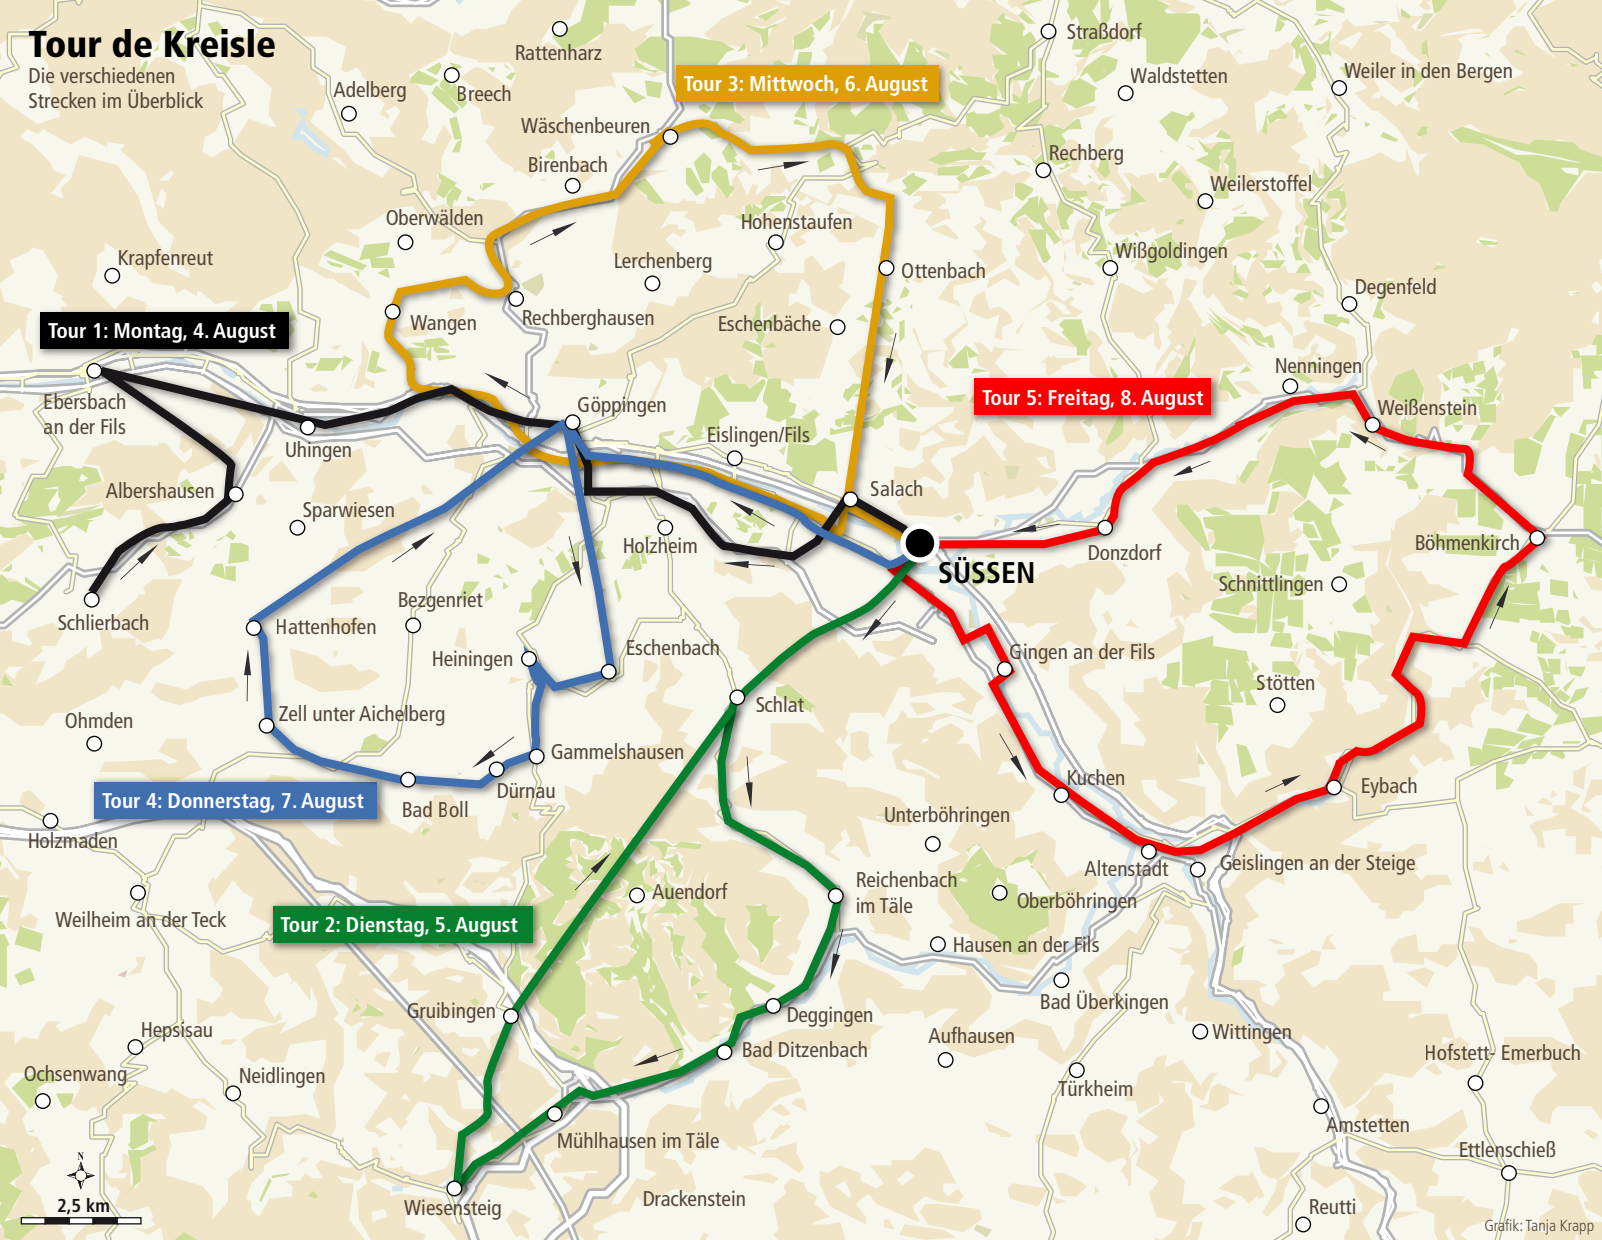 Tour de Kreisle
Die verschiedenen
Strecken im Überblick
Rattenharz
Straßdorf
Adelberg
Breech
Tour 3: Mittwoch, 6. August
Waldstetten
Weiler in den Bergen
Wäschenbeuren
Birenbach
Rechberg
Weilerstoffel
Oberwälden
Hohenstaufen
Krapfenreut
Lerchenberg
Ottenbach
Wißgoldingen
Degenfeld
Tour 1: Montag, 4. August
Wangen
Rechberghausen
Eschenbäche
Nenningen
Ebersbach
an der Fils
Göppingen
Tour 5: Freitag, 8. August
Weißenstein
Uhingen
Eislingen/Fils
Albershausen
Salach
Sparwiesen
Holzheim
Donzdorf
Böhmenkirch
SÜSSEN
Schnittlingen
Schlierbach
Hattenhofen
Bezgenriet
Heiningen
Eschenbach
Gingen an der Fils
Stötten
Ohmden
Zell unter Aichelberg
Schlat
Gammelshausen
Kuchen
Eybach
Tour 4: Donnerstag, 7. August
Bad Boll
Dürnau
Unterböhringen
Holzmaden
Altenstadt
Geislingen an der Steige
Weilheim an der Teck
Auendorf
Reichenbach
im Täle
Oberböhringen
Tour 2: Dienstag, 5. August
Hausen an der Fils
Gruibingen
Deggingen
Bad Überkingen
Hepsisau
Bad Ditzenbach
Aufhausen
Wittingen
Hofstett- Emerbuch
Ochsenwang
Neidlingen
Türkheim
Mühlhausen im Täle
Amstetten
Ettlenschieß
N
2,5 km
Wiesensteig
Drackenstein
Reutti
Grafik: Tanja Krapp